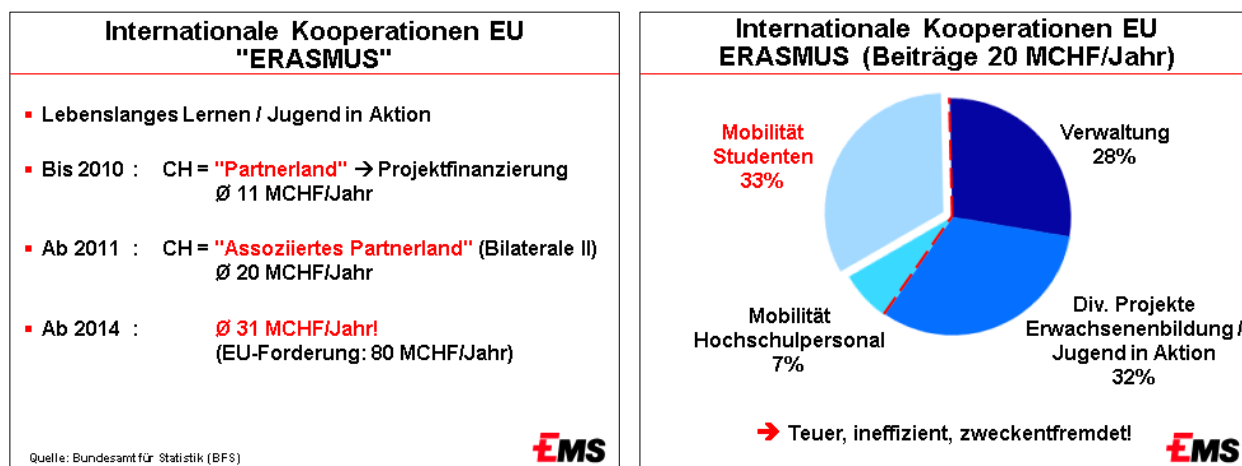 Internationale Kooperationen EU
"ERASMUS"
▪ Lebenslanges Lernen / Jugend in Aktion
▪ Bis 2010 : CH = "Partnerland" → Projektfinanzierung
Ø 11 MCHF/Jahr
▪ Ab 2011 : CH = "Assoziiertes Partnerland" (Bilaterale II)
Ø 20 MCHF/Jahr
▪ Ab 2014 : Ø 31 MCHF/Jahr!
(EU-Forderung: 80 MCHF/Jahr)
Quelle: Bundesamt für Statistik (BFS)
EMS
Internationale Kooperationen EU
ERASMUS (Beiträge 20 MCHF/Jahr)
Mobilität
Studenten
33%
Verwaltung
28%
Mobilität
Hochschulpersonal
7%
Div. Projekte
Erwachsenenbildung /
Jugend in Aktion
32%
➔ Teuer, ineffizient, zweckentfremdet!
EMS